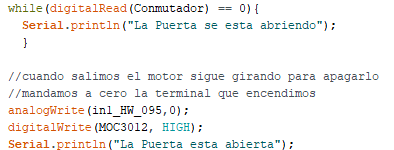 while(digitalRead(Conmutador) == 0){
Serial.println("La Puerta se esta abriendo");
}
//cuando salimos el motor sigue girando para apagarlo
//mandamos a cero la terminal que encendimos
analogWrite(in1_HW_095,0);
digitalWrite(MOC3012, HIGH);
Serial.println("La Puerta esta abierta");